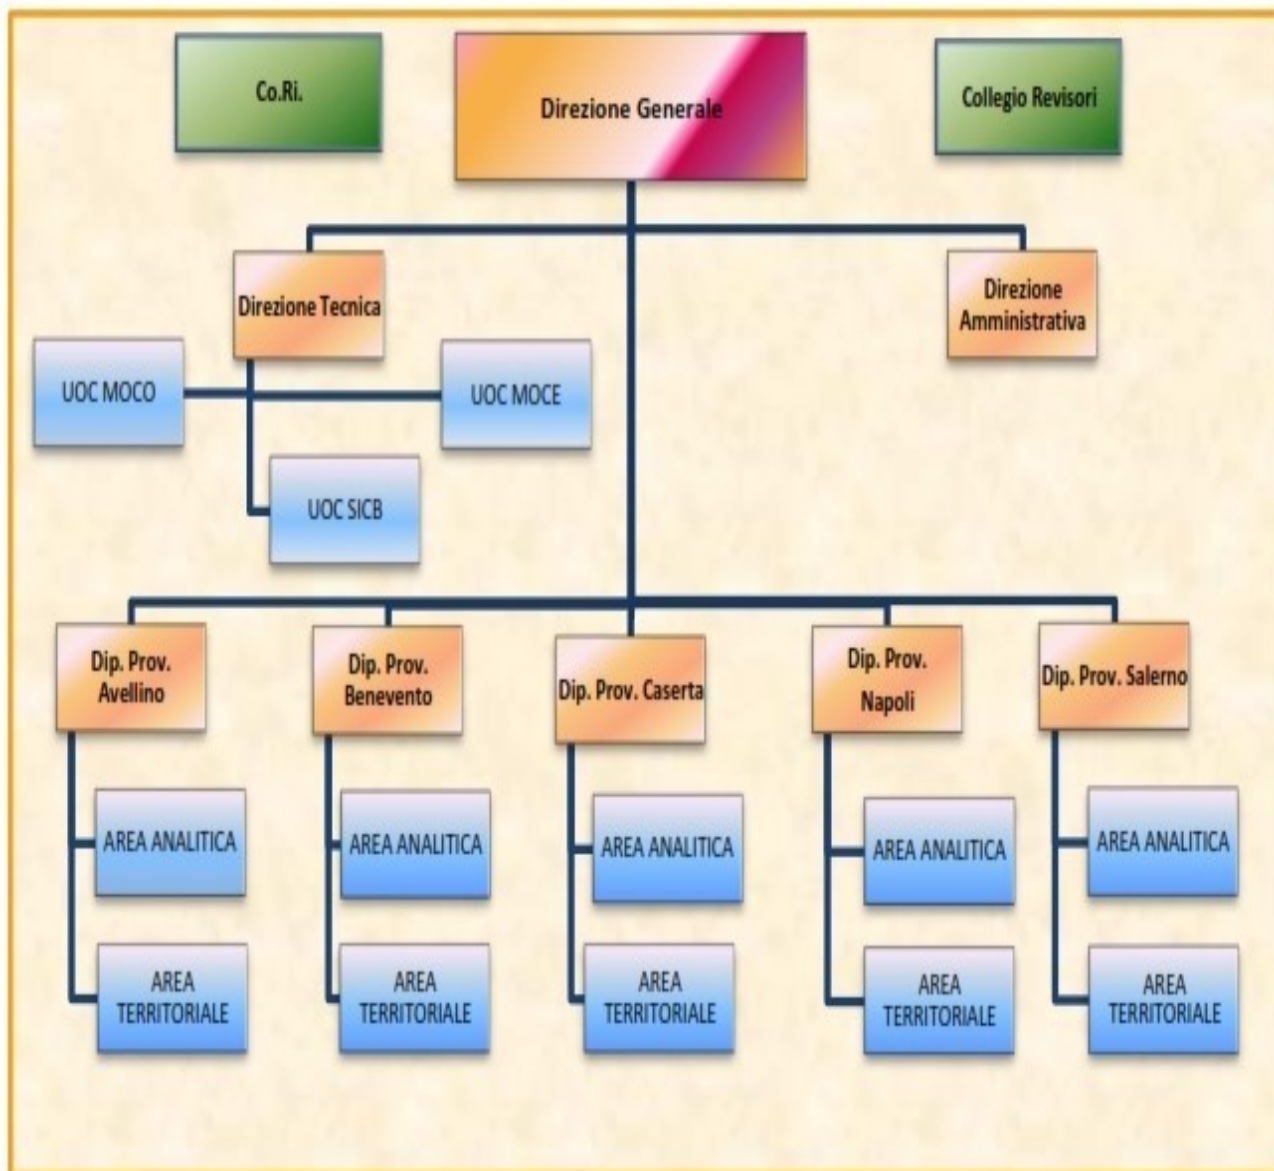 Co.Ri.
Direzione Generale
Collegio Revisori
Direzione Tecnica
Direzione
Amministrativa
UOC MOCO
UOC MOCE
UOC SICB
Dip. Prov.
Avellino
Dip. Prov.
Benevento
Dip. Prov. Caserta
Dip. Prov.
Napoli
Dip. Prov. Salerno
AREA ANALITICA
AREA ANALITICA
AREA ANALITICA
AREA ANALITICA
AREA ANALITICA
AREA
TERRITORIALE
AREA
TERRITORIALE
AREA
TERRITORIALE
AREA
TERRITORIALE
AREA
TERRITORIALE